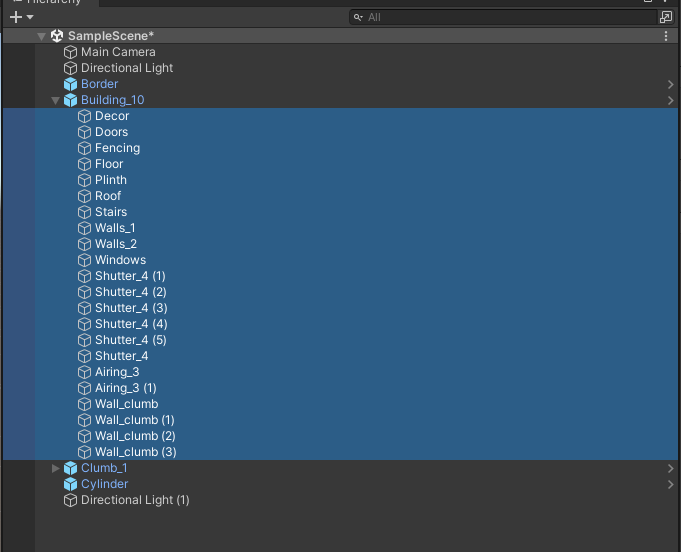 Hierarchy
All
SampleScene*
Main Camera
Directional Light
Border
Building_10
Decor
Doors
Fencing
Floor
Plinth
Roof
Stairs
Walls_1
Walls_2
Windows
Shutter_4 (1)
Shutter_4 (2)
Shutter_4 (3)
Shutter_4 (4)
Shutter_4 (5)
Shutter_4
Airing_3
Airing_3 (1)
Wall_clumb
Wall_clumb (1)
Wall_clumb (2)
Wall_clumb (3)
Clumb_1
Cylinder
Directional Light (1)